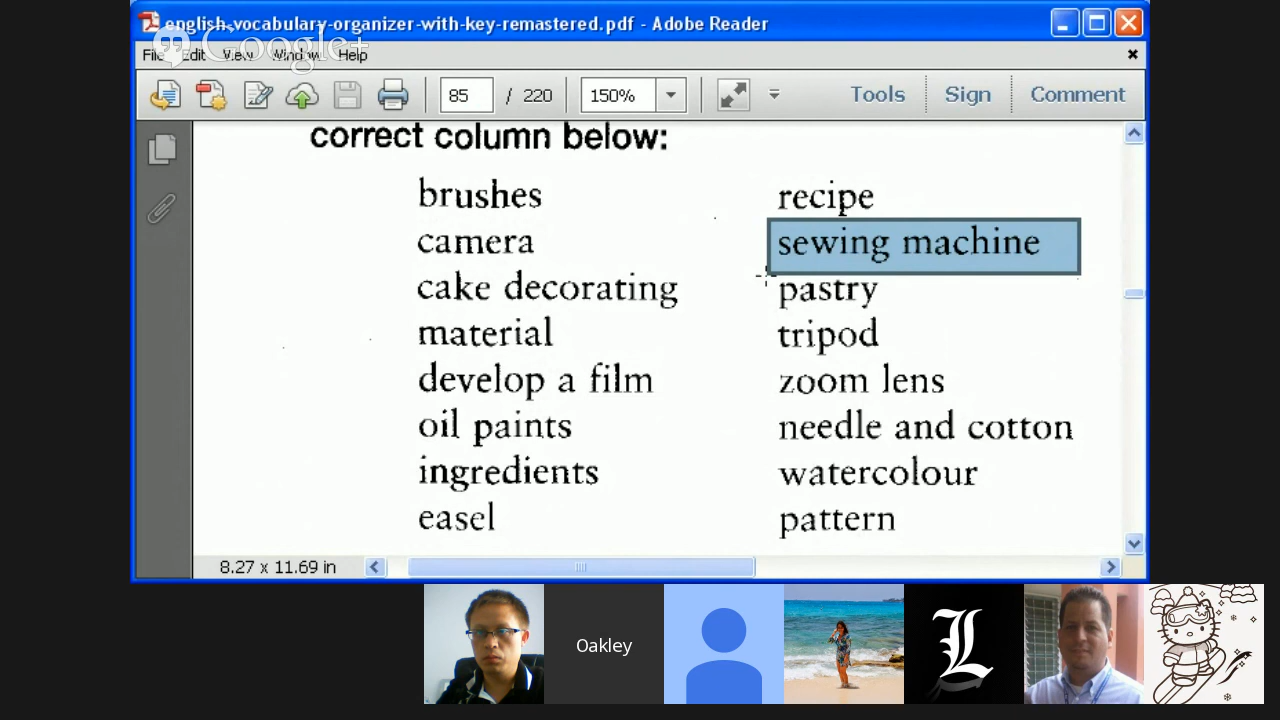 english-vocabulary-organizer-with-key-remastered.pdf - Adobe Reader
Google+
File Edit View Window Help
85 / 220 150% Tools Sign Comment
correct column below:
brushes recipe
camera sewing machine
cake decorating pastry
material tripod
develop a film zoom lens
oil paints needle and cotton
ingredients watercolour
easel pattern
8.27 x 11.69 in
Oakley
L